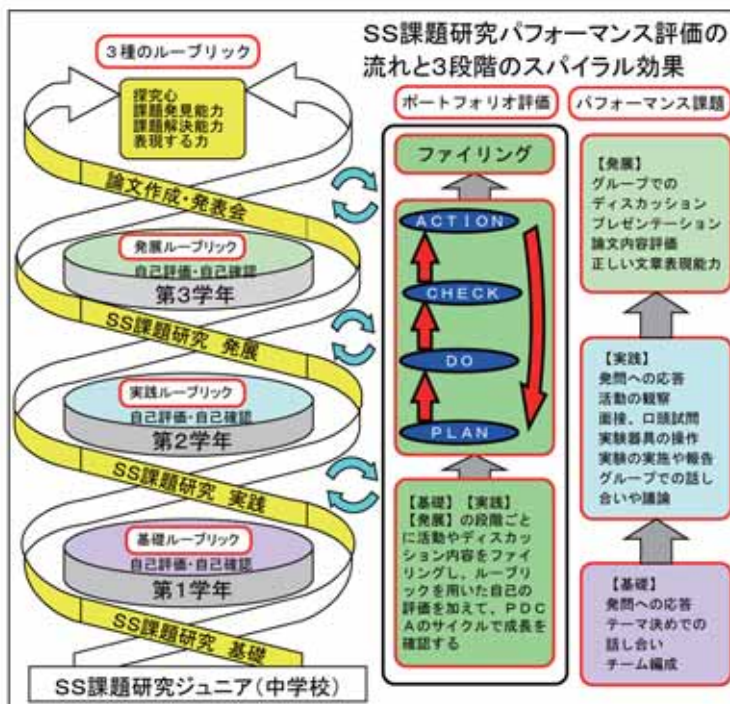 SS課題研究パフォーマンス評価の
流れと3段階のスパイラル効果
3種のルーブリック
探究心
課題発見能力
課題解決能力
表現する力
論文作成・発表会
発展ルーブリック
自己評価・自己確認
第3学年
SS課題研究 発展
実践ルーブリック
自己評価・自己確認
第2学年
SS課題研究 実践
基礎ルーブリック
自己評価・自己確認
第1学年
SS課題研究 基礎
SS課題研究ジュニア(中学校)
ポートフォリオ評価
ファイリング
ACTION
CHECK
DO
PLAN
【基礎】【実践】
【発展】の段階ごと
に活動やディスカッ
ション内容をファイ
リングし、ルーブリッ
クを用いた自己の
評価を加えて、PDC
Aのサイクルで成長を
確認する
パフォーマンス課題
【発展】
グループでの
ディスカッション
プレゼンテーション
論文内容評価
正しい文章表現能力
【実践】
発問への応答
活動の観察
面接、口頭試問
実験器具の操作
実験の実施や報告
グループでの話し
合いや議論
【基礎】
発問への応答
テーマ決めでの
話し合い
チーム編成